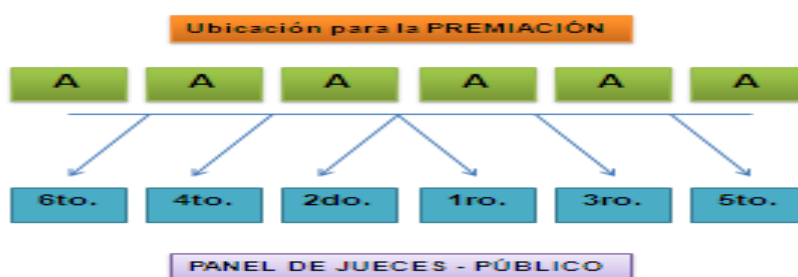 Ubicación para la PREMIACIÓN
A A A A A A
6to. 4to. 2do. 1ro. 3ro. 5to.
PANEL DE JUECES - PÚBLICO